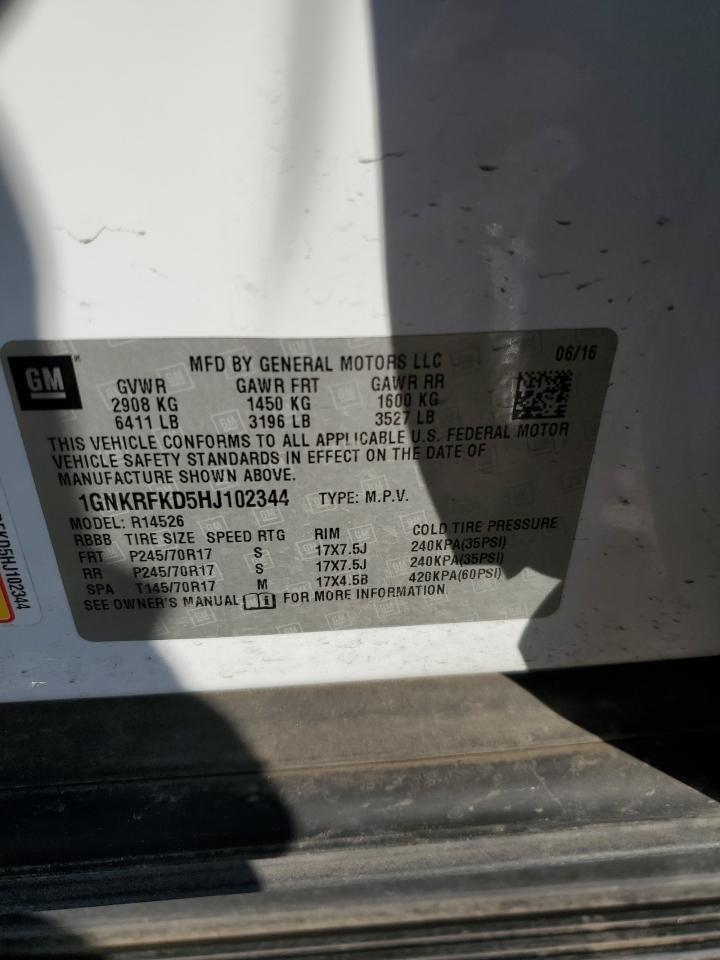 GM
MFD BY GENERAL MOTORS LLC 06/16
GVWR GAWR FRT GAWR RR
2908 KG 1450 KG 1600 KG
6411 LB 3196 LB 3527 LB
THIS VEHICLE CONFORMS TO ALL APPLICABLE U.S. FEDERAL MOTOR
VEHICLE SAFETY STANDARDS IN EFFECT ON THE DATE OF
MANUFACTURE SHOWN ABOVE.
1GNKRFKD5HJ102344 TYPE: M.P.V.
MODEL: R14526
RBBB TIRE SIZE SPEED RTG RIM COLD TIRE PRESSURE
FRT P245/70R17 S 17X7.5J 240KPA(35PSI)
RR P245/70R17 S 17X7.5J 240KPA(35PSI)
SPA T145/70R17 M 17X4.5B 420KPA(60PSI)
SEE OWNER'S MANUAL FOR MORE INFORMATION
KD5HJ102344